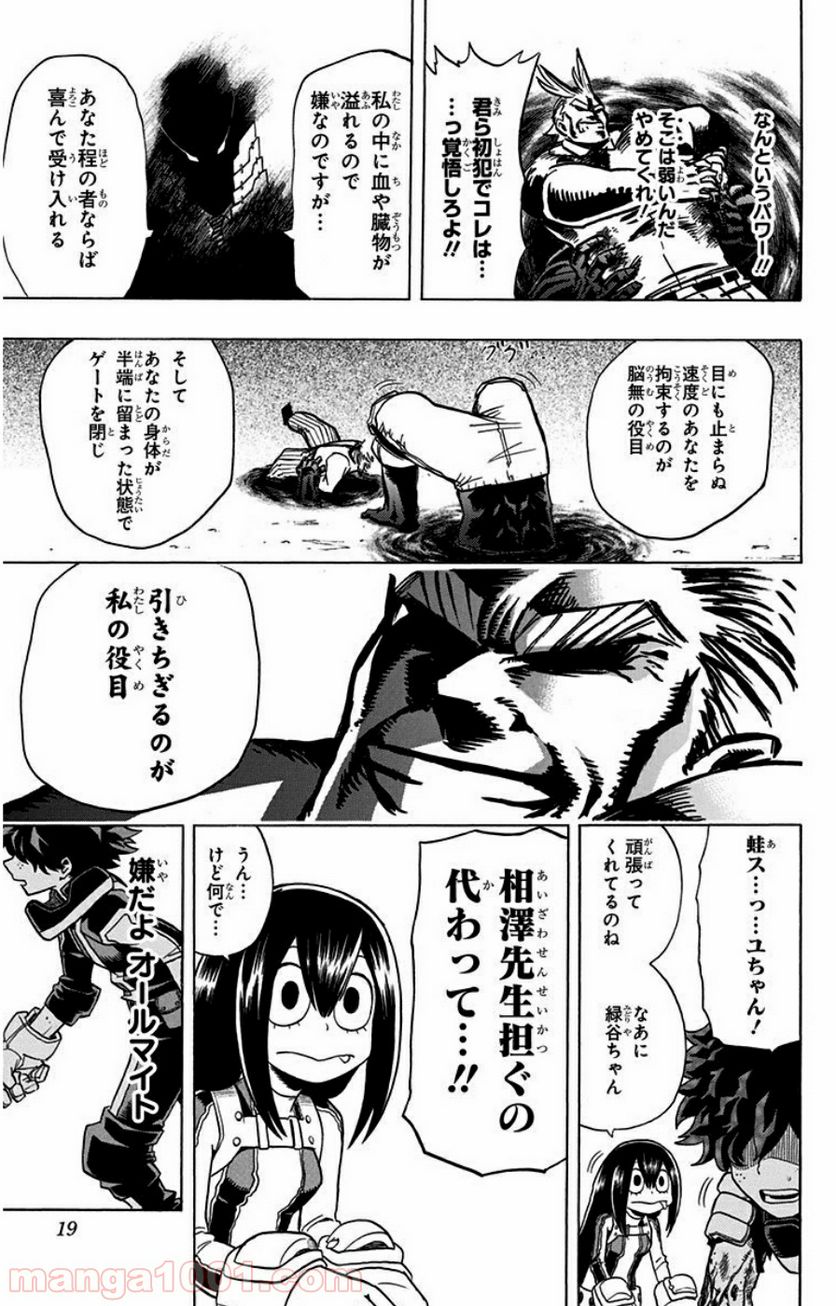 なんというパワー!!
そこは弱いんだ
やめてくれ!
君ら初犯でコレは…
…っ覚悟しろよ!!
私の中に血や臓物が
溢れるので
嫌なのですが…
あなた程の者ならば
喜んで受け入れる
目にも止まらぬ
速度のあなたを
拘束するのが
脳無の役目
グググ
そして
あなたの身体が
半端に留まった状態で
ゲートを閉じ
引きちぎるのが
私の役目
蛙ス…っ…ユちゃん!
頑張って
くれてるのね
なあに
緑谷ちゃん
相澤先生担ぐの
代わって…!!
うん…
けど何で…
嫌だよ オールマイト
19
manga1001.com